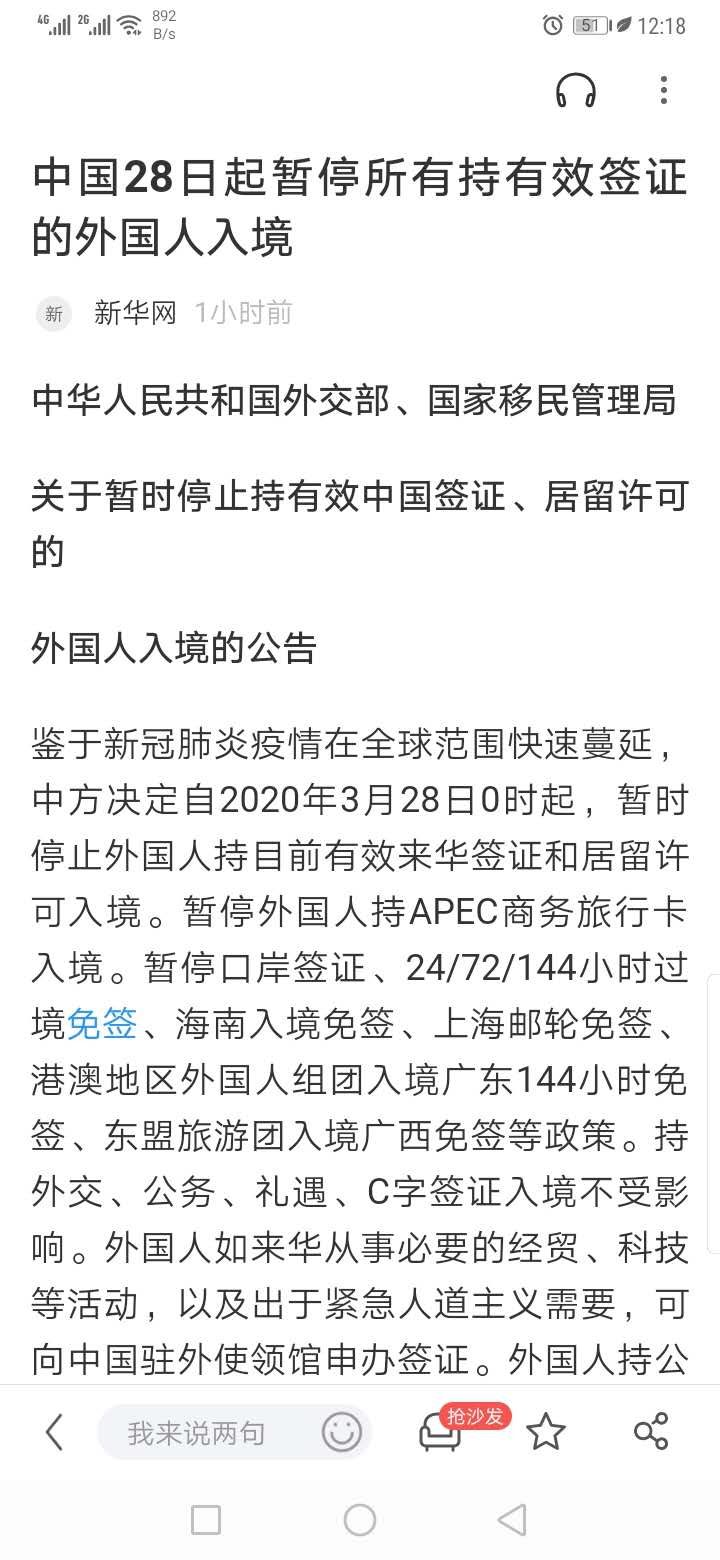 4G 2G 892 B/s 51 12:18
中国28日起暂停所有持有效签证
的外国人入境
新 新华网 1小时前
中华人民共和国外交部、国家移民管理局
关于暂时停止持有效中国签证、居留许可
的
外国人入境的公告
鉴于新冠肺炎疫情在全球范围快速蔓延，
中方决定自2020年3月28日0时起，暂时
停止外国人持目前有效来华签证和居留许
可入境。暂停外国人持APEC商务旅行卡
入境。暂停口岸签证、24/72/144小时过
境免签、海南入境免签、上海邮轮免签、
港澳地区外国人组团入境广东144小时免
签、东盟旅游团入境广西免签等政策。持
外交、公务、礼遇、C字签证入境不受影
响。外国人如来华从事必要的经贸、科技
等活动，以及出于紧急人道主义需要，可
向中国驻外使领馆申办签证。外国人持公
我来说两句 抢沙发